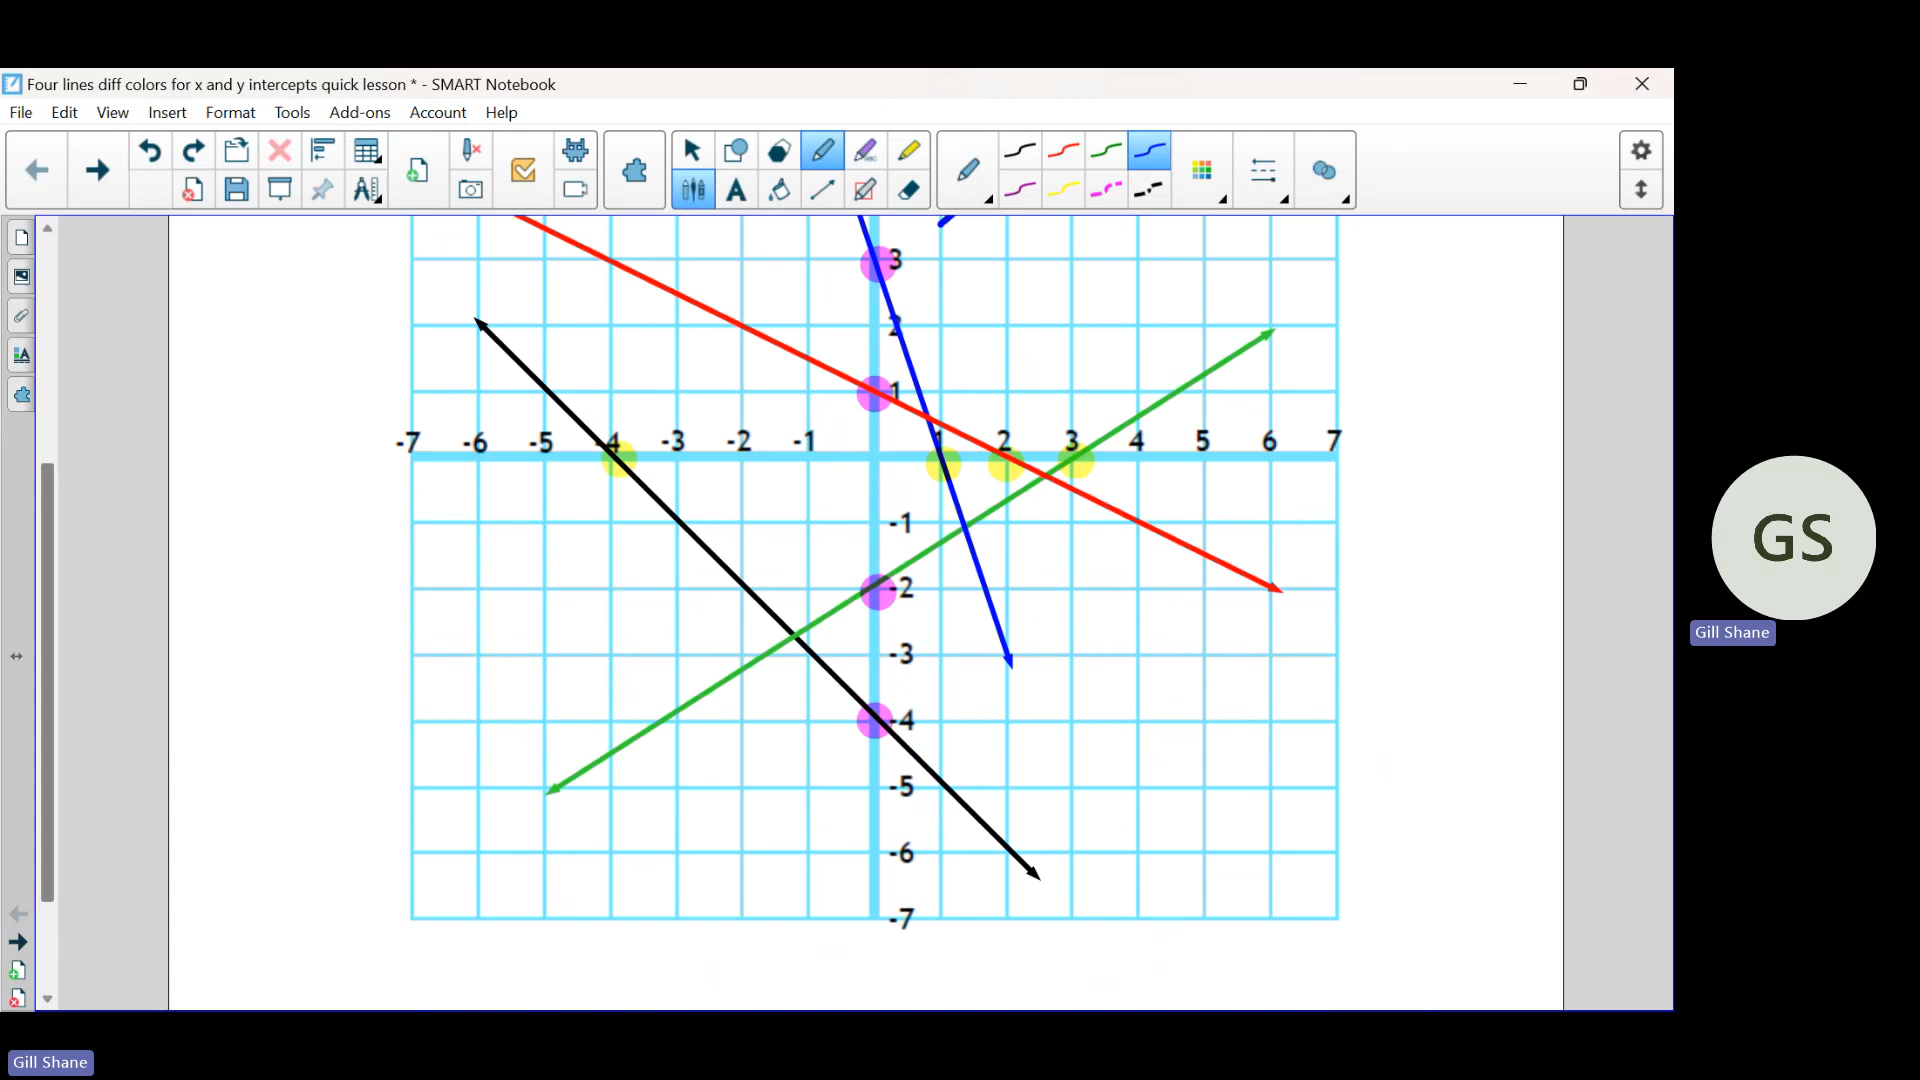 Four lines diff colors for x and y intercepts quick lesson * - SMART Notebook
File Edit View Insert Format Tools Add-ons Account Help
3
2
1
-7 -6 -5 -4 -3 -2 -1 1 2 3 4 5 6 7
-1
-2
-3
-4
-5
-6
-7
GS
Gill Shane
Gill Shane